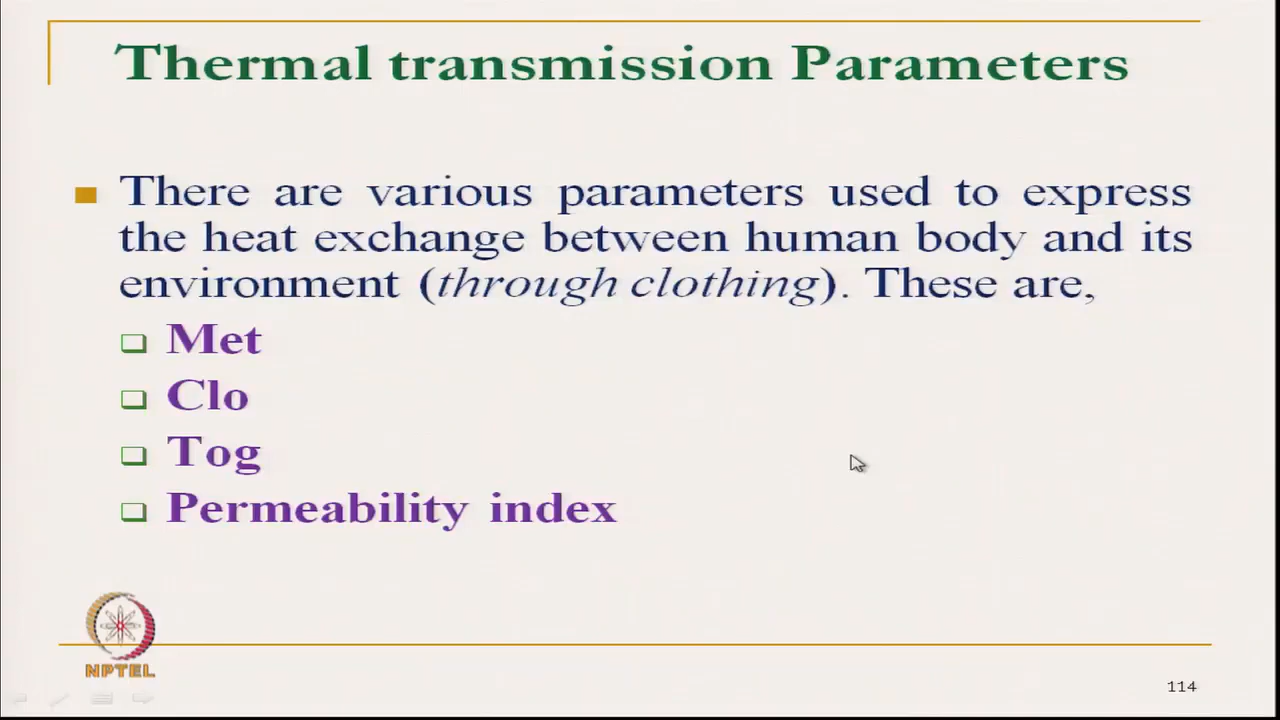 Thermal transmission Parameters
There are various parameters used to express
the heat exchange between human body and its
environment (through clothing). These are,
Met
Clo
Tog
Permeability index
NPTEL
114